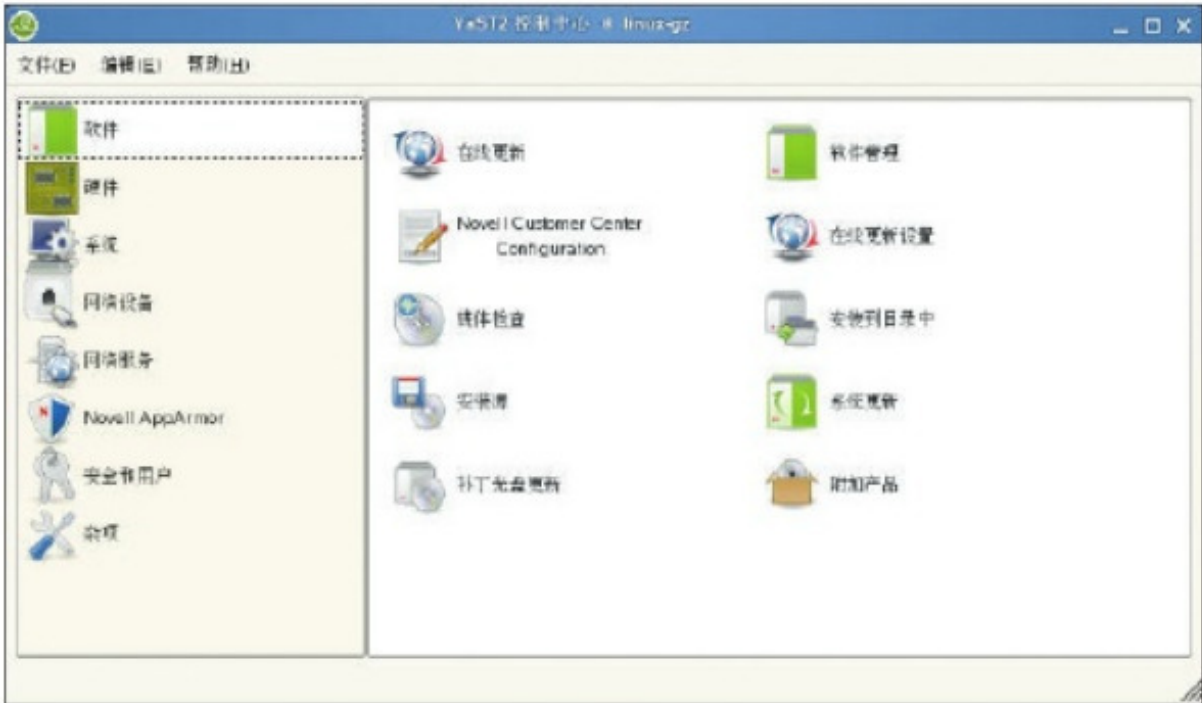 YaST2 控制中心 @ linux-gz
文件(F) 编辑(E) 帮助(H)
软件
硬件
系统
网络设备
网络服务
Novell AppArmor
安全和用户
杂项
在线更新
软件管理
Novell Customer Center
Configuration
在线更新设置
媒体检查
安装到目录中
安装源
系统更新
补丁光盘更新
附加产品